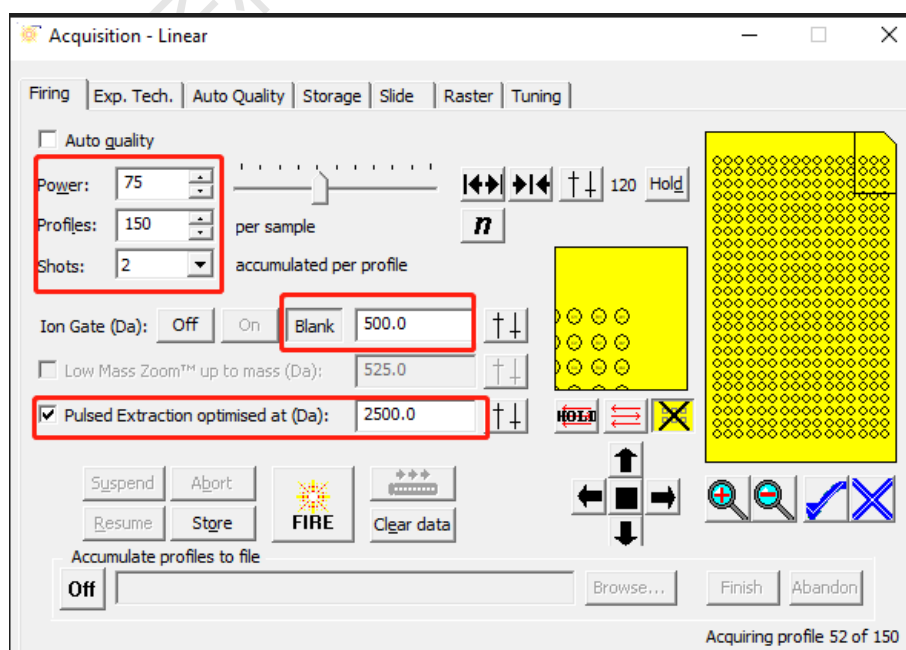 Acquisition - Linear
Firing Exp. Tech. Auto Quality Storage Slide Raster Tuning
Auto quality
Power: 75 120 Hold
Profiles: 150 per sample n
Shots: 2 accumulated per profile
Ion Gate (Da): Off On Blank 500.0
Low Mass Zoom™ up to mass (Da): 525.0
Pulsed Extraction optimised at (Da): 2500.0 HOLD
Suspend Abort
Resume Store FIRE Clear data
Accumulate profiles to file
Off Browse... Finish Abandon
Acquiring profile 52 of 150